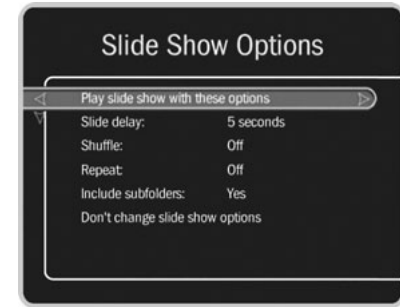 Slide Show Options
Play slide show with these options
Slide delay: 5 seconds
Shuffle: Off
Repeat: Off
Include subfolders: Yes
Don't change slide show options